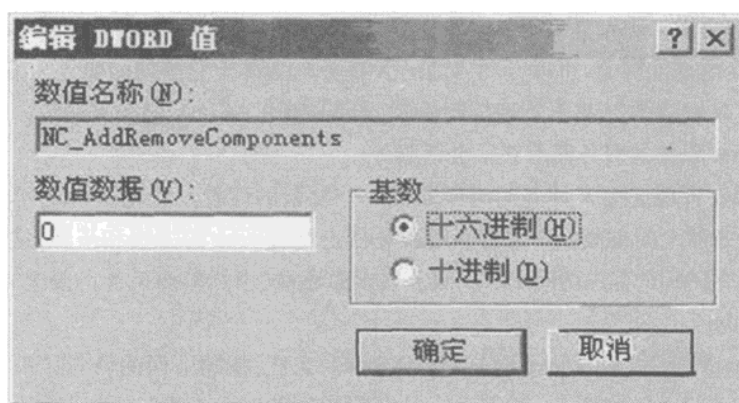 编辑 DWORD 值
? ×
数值名称(N):
NC_AddRemoveComponents
数值数据(V):
0
基数
十六进制(H)
十进制(D)
确定
取消